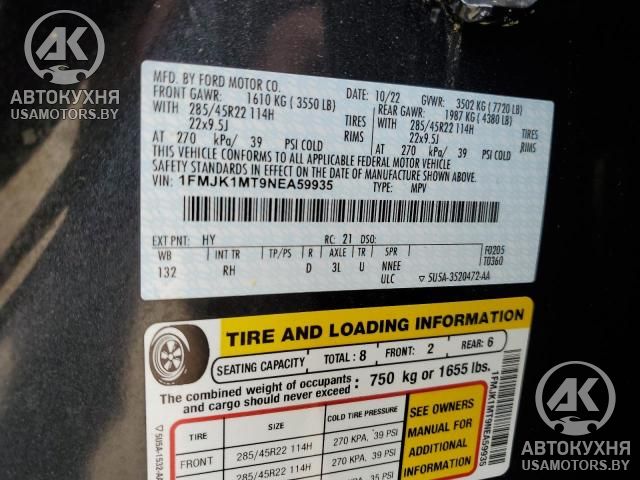 АК
АВТОКУХНЯ
USAMOTORS.BY
MFD. BY FORD MOTOR CO.
DATE: 10/22 GVWR: 3502 KG (7720 LB)
FRONT GAWR: 1610 KG (3550 LB) REAR GAWR: 1987 KG (4380 LB)
WITH 285/45R22 114H TIRES WITH 285/45R22 114H TIRES
22x9.5J RIMS 22x9.5J RIMS
AT 270 kPa/ 39 PSI COLD AT 270 kPa/ 39 PSI COLD
THIS VEHICLE CONFORMS TO ALL APPLICABLE FEDERAL MOTOR VEHICLE
SAFETY STANDARDS IN EFFECT ON THE DATE OF MANUFACTURE SHOWN ABOVE.
VIN: 1FMJK1MT9NEA59935 TYPE: MPV
EXT PNT: HY RC: 21 DSO: F0205
WB INT TR TP/PS R AXLE TR SPR T0360
132 RH D 3L U NNEE
ULC ▽ 5U5A-3520472-AA
TIRE AND LOADING INFORMATION
SEATING CAPACITY TOTAL: 8 FRONT: 2 REAR: 6
The combined weight of occupants
and cargo should never exceed : 750 kg or 1655 lbs.
TIRE SIZE COLD TIRE PRESSURE
FRONT 285/45R22 114H 270 KPA, 39 PSI
285/45R22 114H 270 KPA, 39 PSI
35 PSI
SEE OWNERS
MANUAL FOR
ADDITIONAL
INFORMATION
1FMJK1MT9NEA59935
▽ 5U5A-1532-AA
АК
АВТОКУХНЯ
USAMOTORS.BY